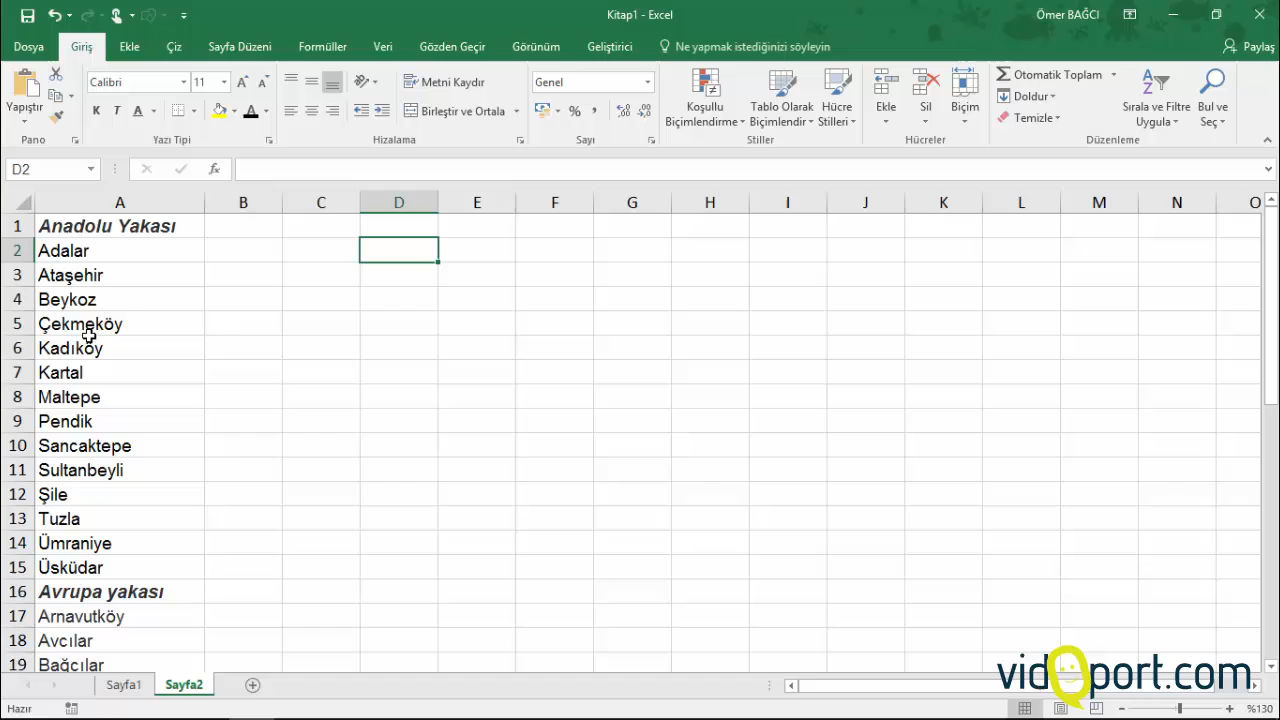 Kitap1 - Excel
Ömer BAĞCI
Dosya
Giriş
Ekle
Çiz
Sayfa Düzeni
Formüller
Veri
Gözden Geçir
Görünüm
Geliştirici
Ne yapmak istediğinizi söyleyin
Paylaş
Yapıştır
Pano
Calibri
11
K
T
A
A
Yazı Tipi
Metni Kaydır
Birleştir ve Ortala
Hizalama
Genel
%
Sayı
Koşullu
Biçimlendirme
Tablo Olarak
Biçimlendir
Hücre
Stilleri
Stiller
Ekle
Sil
Biçim
Hücreler
Otomatik Toplam
Doldur
Temizle
Sırala ve Filtre
Uygula
Bul ve
Seç
Düzenleme
D2
fx
A B C D E F G H I J K L M N O
1 Anadolu Yakası
2 Adalar
3 Ataşehir
4 Beykoz
5 Çekmeköy
6 Kadıköy
7 Kartal
8 Maltepe
9 Pendik
10 Sancaktepe
11 Sultanbeyli
12 Şile
13 Tuzla
14 Ümraniye
15 Üsküdar
16 Avrupa yakası
17 Arnavutköy
18 Avcılar
19 Bağcılar
vidoport.com
Sayfa1
Sayfa2
Hazır
%130